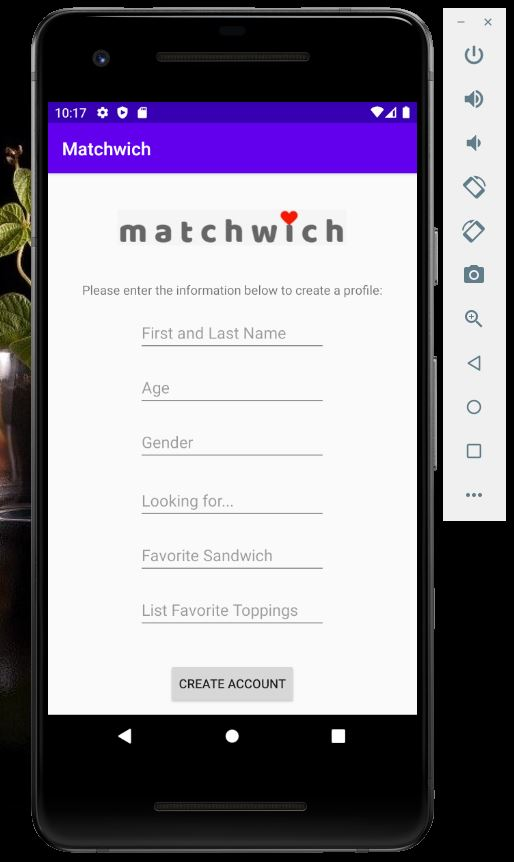 10:17
Matchwich
matchwich
Please enter the information below to create a profile:
First and Last Name
Age
Gender
Looking for...
Favorite Sandwich
List Favorite Toppings
CREATE ACCOUNT